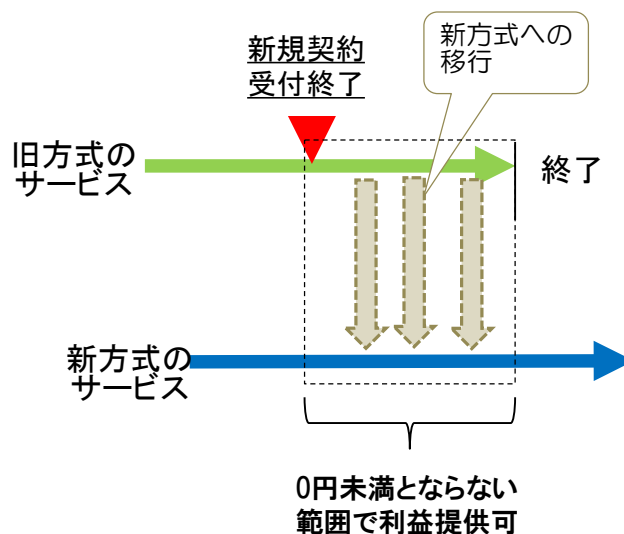 新規契約
受付終了
新方式への
移行
旧方式の
サービス
終了
新方式の
サービス
0円未満とならない
範囲で利益提供可